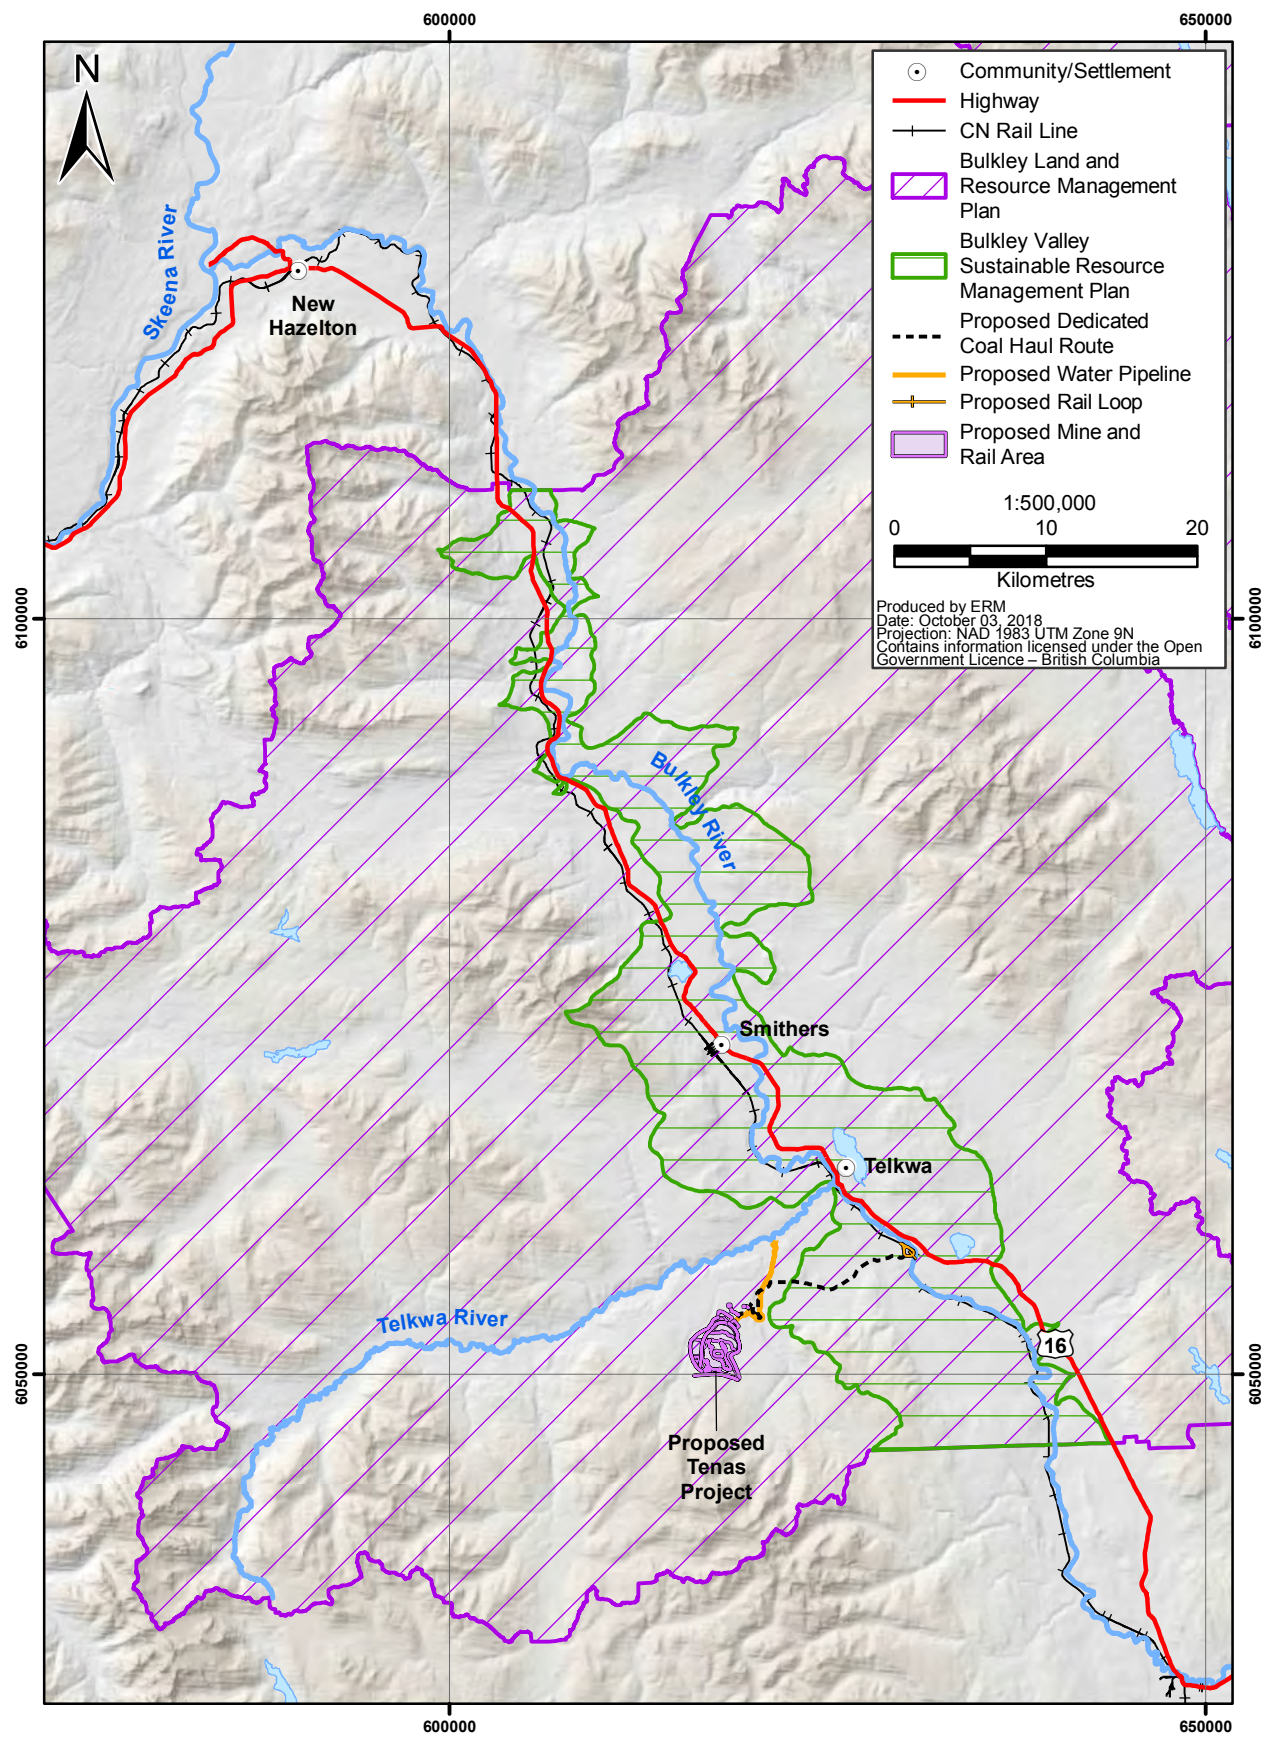 600000
650000
N
Community/Settlement
Highway
CN Rail Line
Bulkley Land and
Resource Management
Plan
Bulkley Valley
Sustainable Resource
Management Plan
Proposed Dedicated
Coal Haul Route
Proposed Water Pipeline
Proposed Rail Loop
Proposed Mine and
Rail Area
1:500,000
0 10 20
Kilometres
Produced by ERM
Date: October 03, 2018
Projection: NAD 1983 UTM Zone 9N
Contains information licensed under the Open
Government Licence – British Columbia
Skeena River
New
Hazelton
6100000
6100000
Bulkley River
Smithers
Telkwa
Telkwa River
16
6050000
6050000
Proposed
Tenas
Project
600000
650000